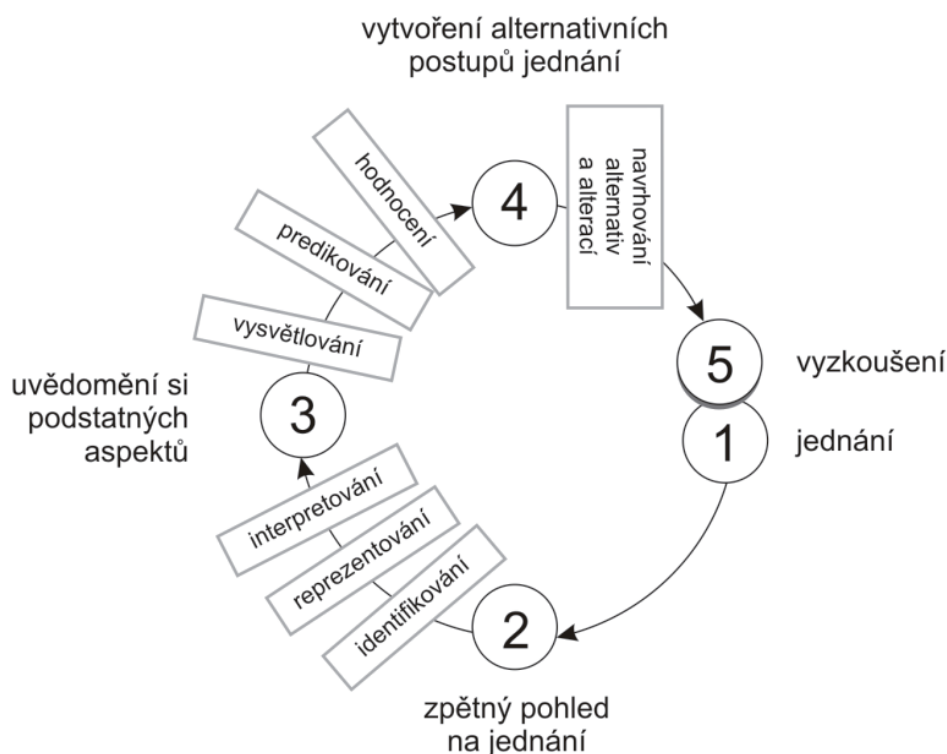 vytvoření alternativních
postupů jednání
hodnocení
4
navrhování
alternativ
a alterací
predikování
vysvětlování
5
vyzkoušení
uvědomění si
podstatných
aspektů
3
1
jednání
interpretování
reprezentování
identifikování
2
zpětný pohled
na jednání